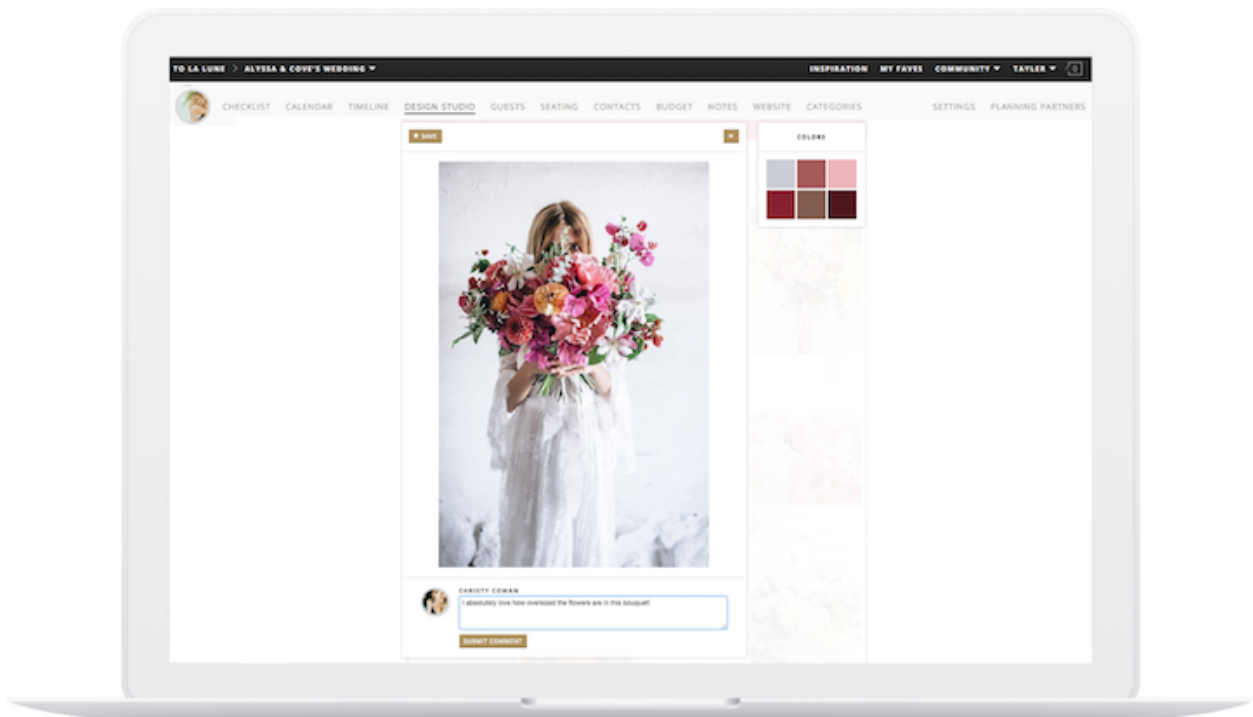 TO LA LUNE > ALYSSA & COVE'S WEDDING INSPIRATION MY FAVES COMMUNITY TAYLER 0
CHECKLIST CALENDAR TIMELINE DESIGN STUDIO GUESTS SEATING CONTACTS BUDGET NOTES WEBSITE CATEGORIES SETTINGS PLANNING PARTNERS
SAVE × COLORS
CHRISTY COWAN
I absolutely love how oversized the flowers are in this bouquet!
SUBMIT COMMENT